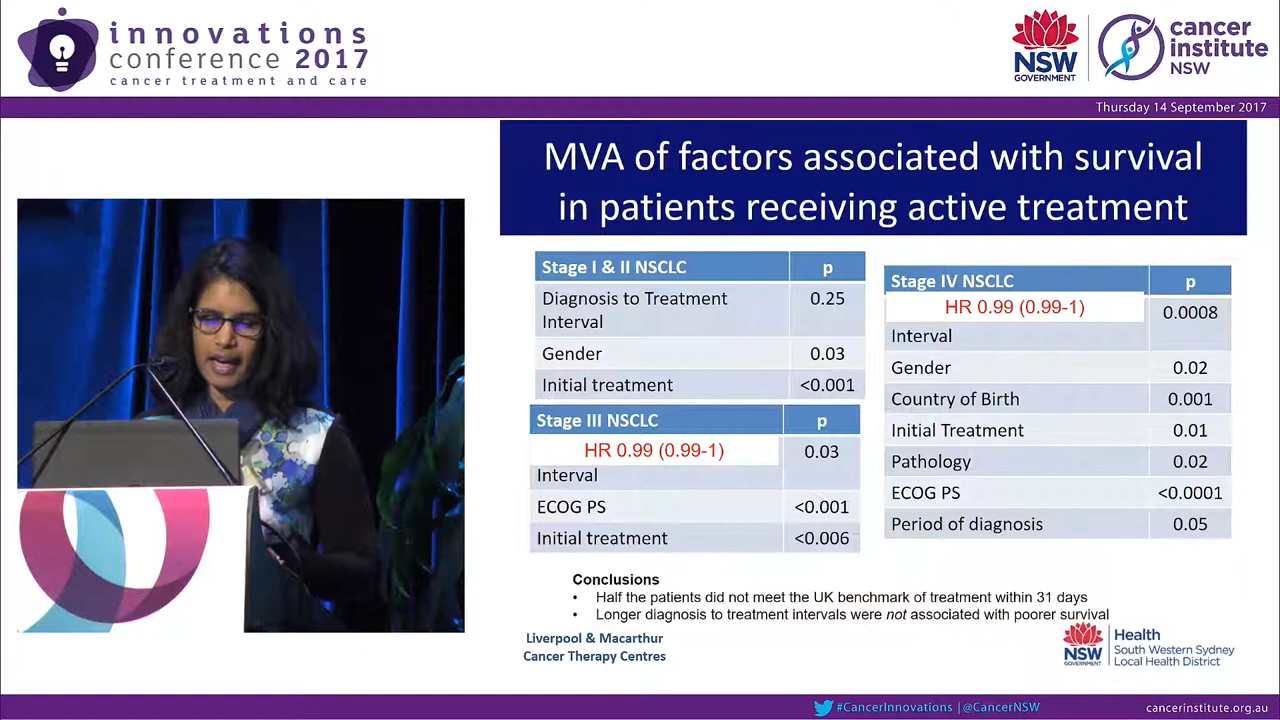 innovations
conference 2017
cancer treatment and care
NSW
GOVERNMENT
cancer
institute
NSW
Thursday 14 September 2017
MVA of factors associated with survival
in patients receiving active treatment
Stage I & II NSCLC p
Diagnosis to Treatment 0.25
Interval
Gender 0.03
Initial treatment <0.001
Stage III NSCLC p
HR 0.99 (0.99-1) 0.03
Interval
ECOG PS <0.001
Initial treatment <0.006
Stage IV NSCLC p
HR 0.99 (0.99-1) 0.0008
Interval
Gender 0.02
Country of Birth 0.001
Initial Treatment 0.01
Pathology 0.02
ECOG PS <0.0001
Period of diagnosis 0.05
Conclusions
• Half the patients did not meet the UK benchmark of treatment within 31 days
• Longer diagnosis to treatment intervals were not associated with poorer survival
Liverpool & Macarthur
Cancer Therapy Centres
NSW
GOVERNMENT
Health
South Western Sydney
Local Health District
#CancerInnovations | @CancerNSW
cancerinstitute.org.au